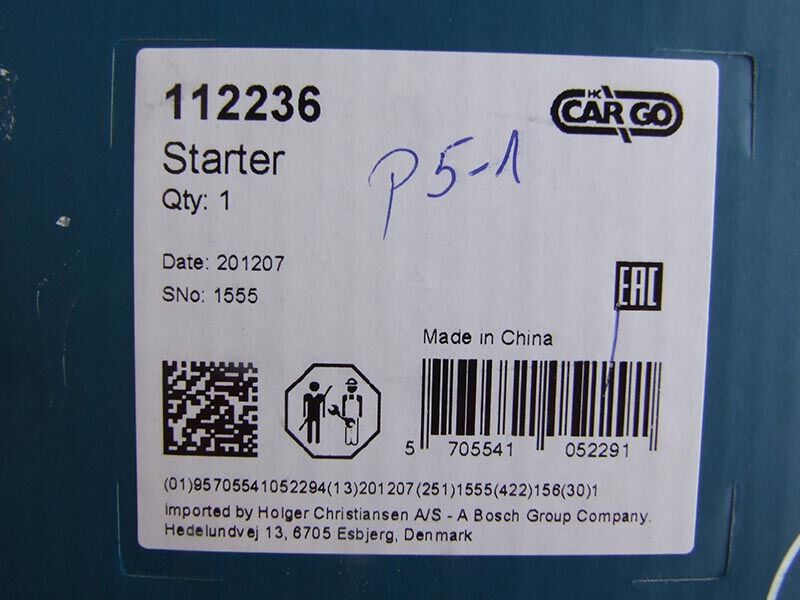 112236
HK
CARGO
Starter
Qty: 1
P5-1
Date: 201207
SNo: 1555
EAC
Made in China
5 705541 052291
(01)95705541052294(13)201207(251)1555(422)156(30)1
Imported by Holger Christiansen A/S - A Bosch Group Company.
Hedelundvej 13, 6705 Esbjerg, Denmark